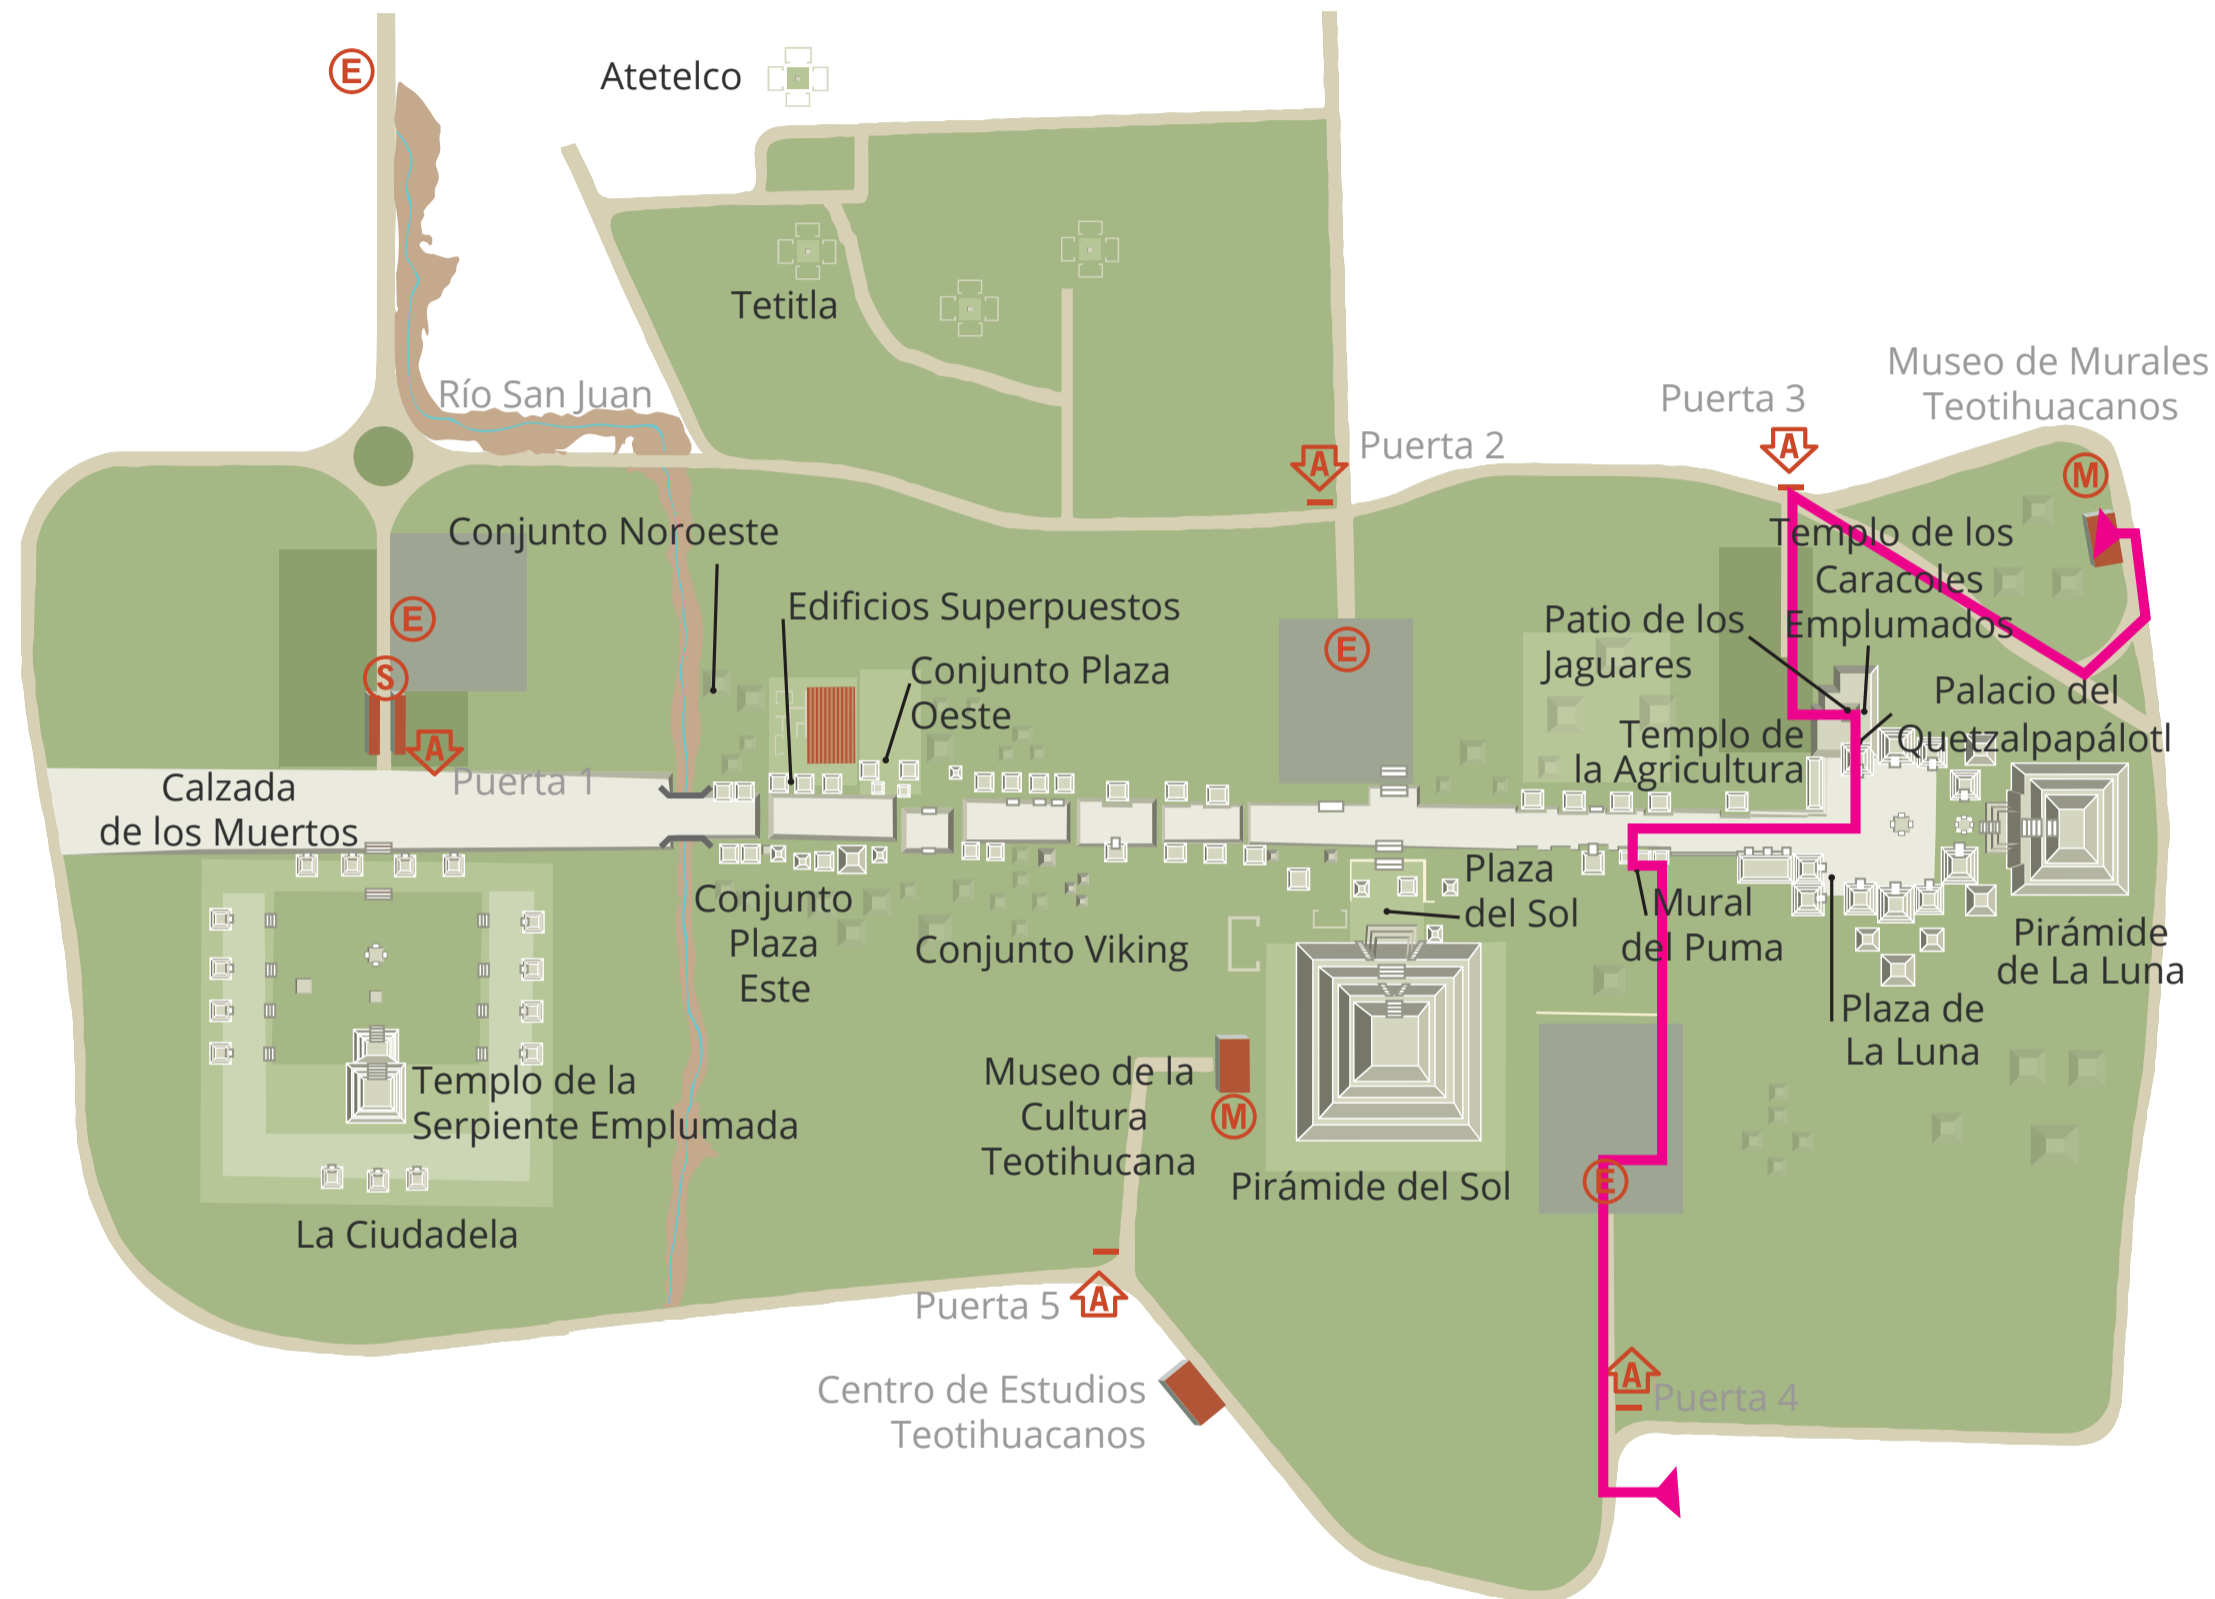 E
Atetelco
Tetitla
Río San Juan
Museo de Murales
Teotihuacanos
M
Puerta 3
A
Puerta 2
A
Conjunto Noroeste
Edificios Superpuestos
Conjunto Plaza
Oeste
E
S
A
Puerta 1
E
Templo de los
Caracoles
Emplumados
Patio de los
Jaguares
Palacio del
Quetzalpapálotl
Templo de
la Agricultura
Calzada
de los Muertos
Conjunto
Plaza
Este
Conjunto Viking
Plaza
del Sol
Mural
del Puma
Pirámide
de La Luna
Plaza de
La Luna
Templo de la
Serpiente Emplumada
La Ciudadela
Museo de la
Cultura
Teotihucana
M
Pirámide del Sol
E
Puerta 5
A
A
Puerta 4
Centro de Estudios
Teotihuacanos